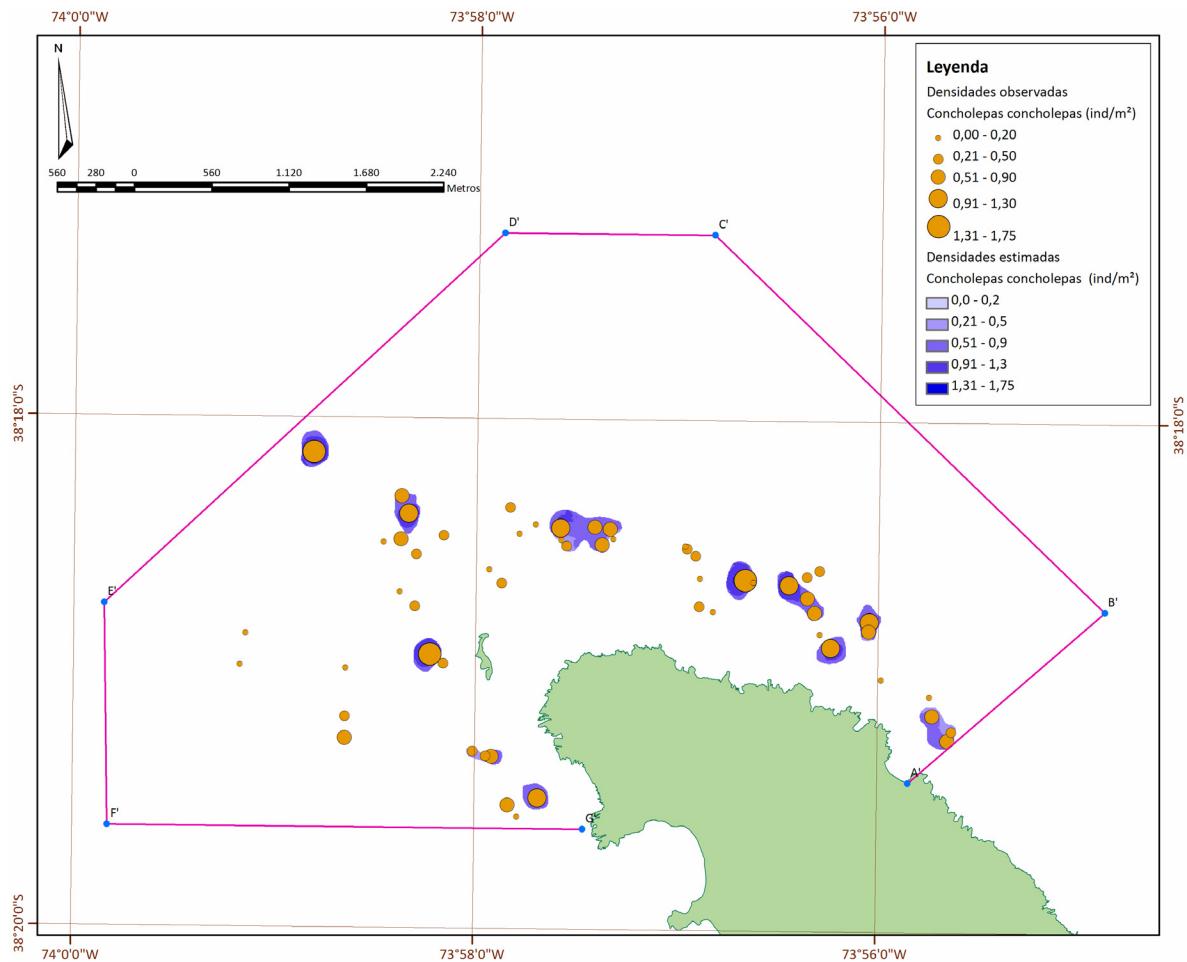 74°0'0"W 73°58'0"W 73°56'0"W
N
560 280 0 560 1.120 1.680 2.240
Metros
Leyenda
Densidades observadas
Concholepas concholepas (ind/m²)
0,00 - 0,20
0,21 - 0,50
0,51 - 0,90
0,91 - 1,30
1,31 - 1,75
Densidades estimadas
Concholepas concholepas (ind/m²)
0,0 - 0,2
0,21 - 0,5
0,51 - 0,9
0,91 - 1,3
1,31 - 1,75
D'
C'
38°18'0"S
38°18'0"S
E'
B'
A'
F'
G'
38°20'0"S
74°0'0"W 73°58'0"W 73°56'0"W